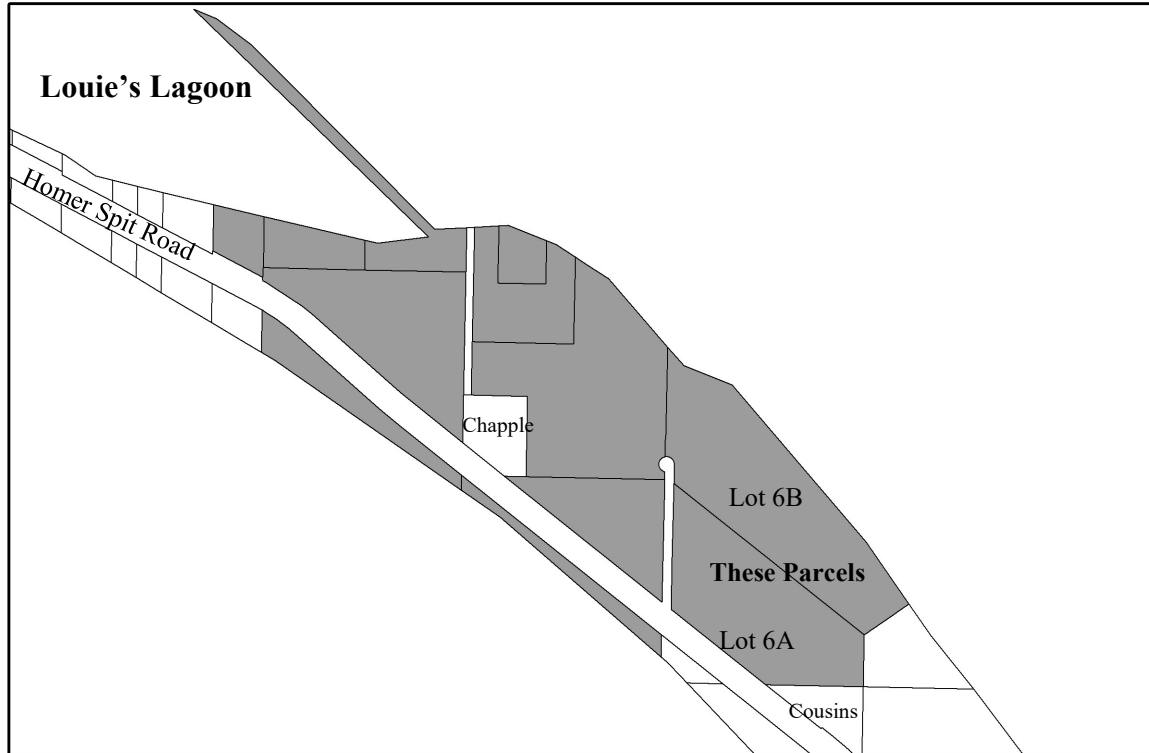 Louie’s Lagoon
Homer Spit Road
Chapple
Lot 6B
These Parcels
Lot 6A
Cousins